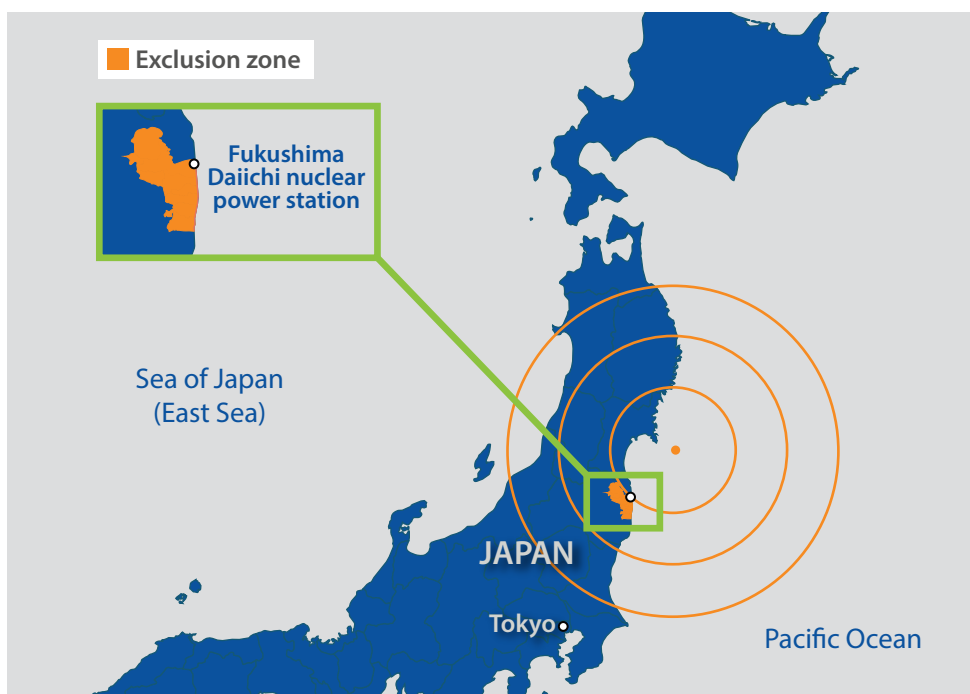 Exclusion zone
Fukushima
Daiichi nuclear
power station
Sea of Japan
(East Sea)
JAPAN
Tokyo
Pacific Ocean